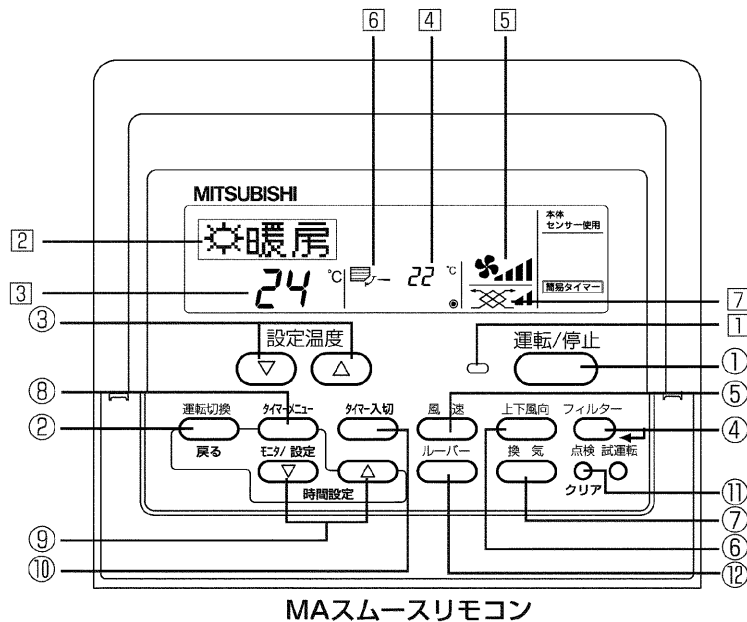 6 4 5
MITSUBISHI
本体
センサー使用
2 暖房
3 24 ℃ 22 ℃
簡易タイマー
7
1
③ 設定温度 運転/停止
▽ △ ①
⑧ ⑤
② 運転切換 タイマーメニュー タイマー入切 風 速 上下風向 フィルター ④
戻る モニタ/設定 ルーバー 換 気 点検 試運転
▽ △ クリア ⑪
時間設定 ⑦
⑨ ⑥
⑩ ⑫
MAスムースリモコン